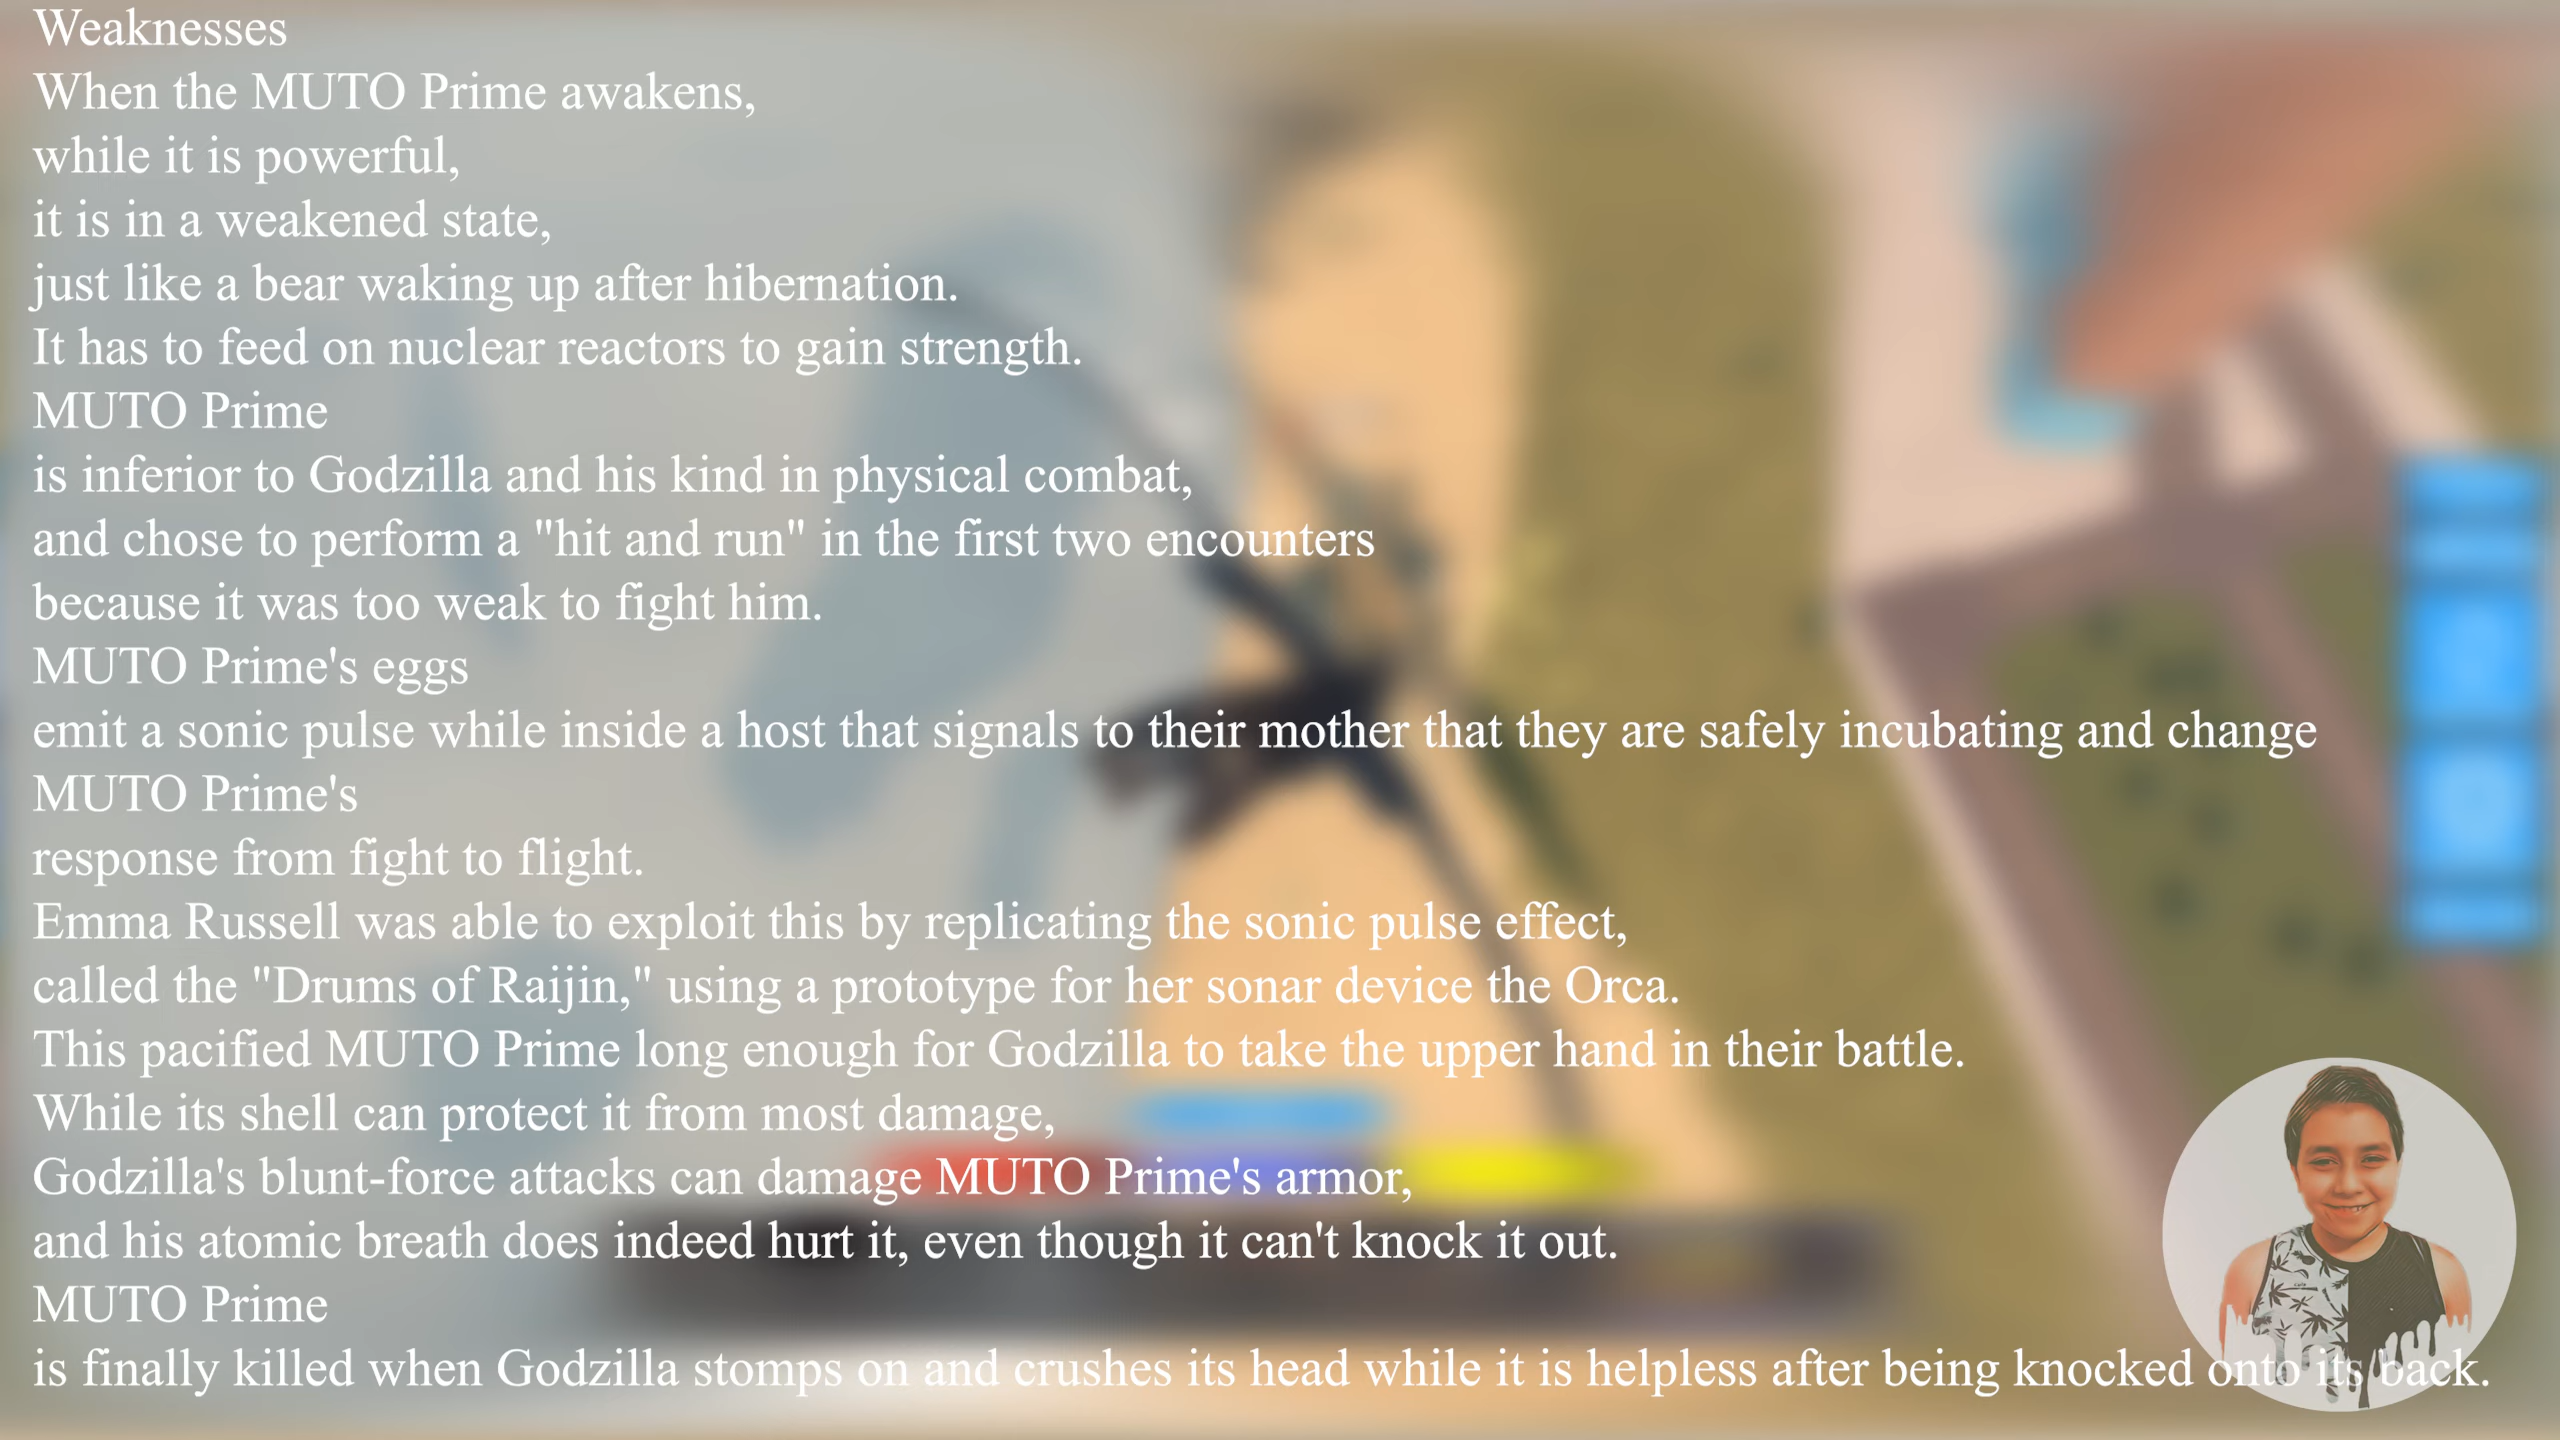 Weaknesses
When the MUTO Prime awakens,
while it is powerful,
it is in a weakened state,
just like a bear waking up after hibernation.
It has to feed on nuclear reactors to gain strength.
MUTO Prime
is inferior to Godzilla and his kind in physical combat,
and chose to perform a "hit and run" in the first two encounters
because it was too weak to fight him.
MUTO Prime's eggs
emit a sonic pulse while inside a host that signals to their mother that they are safely incubating and change
MUTO Prime's
response from fight to flight.
Emma Russell was able to exploit this by replicating the sonic pulse effect,
called the "Drums of Raijin," using a prototype for her sonar device the Orca.
This pacified MUTO Prime long enough for Godzilla to take the upper hand in their battle.
While its shell can protect it from most damage,
Godzilla's blunt-force attacks can damage MUTO Prime's armor,
and his atomic breath does indeed hurt it, even though it can't knock it out.
MUTO Prime
is finally killed when Godzilla stomps on and crushes its head while it is helpless after being knocked onto its back.